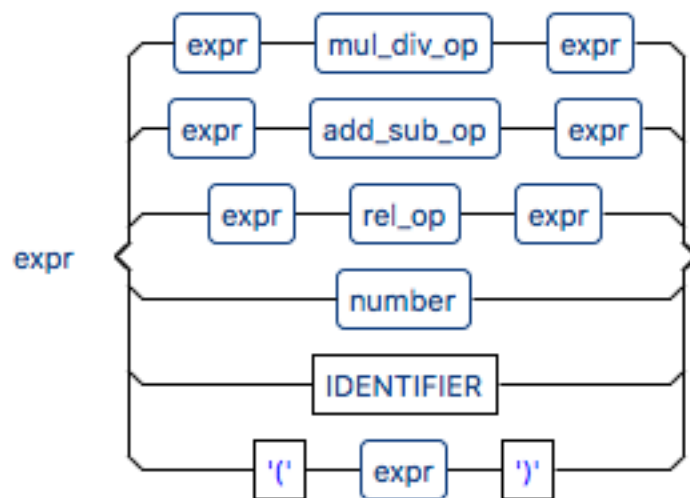 expr mul_div_op expr
expr add_sub_op expr
expr rel_op expr
expr
number
IDENTIFIER
'(' expr ')'